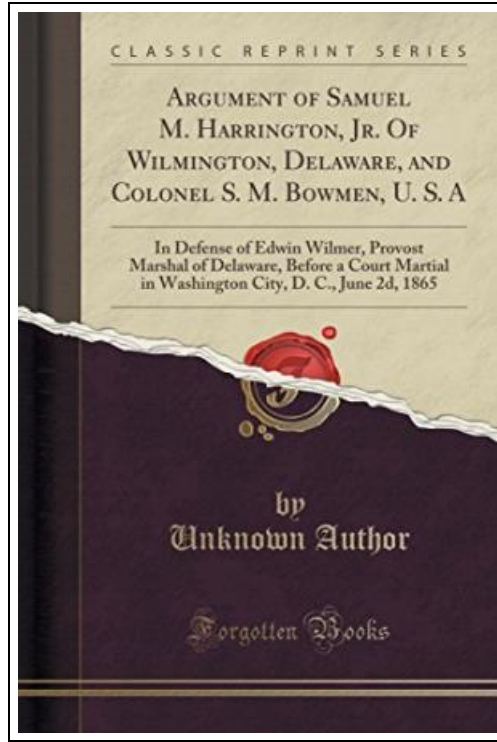 CLASSIC REPRINT SERIES
ARGUMENT OF SAMUEL
M. HARRINGTON, JR. OF
WILMINGTON, DELAWARE, AND
COLONEL S. M. BOWMEN, U. S. A
In Defense of Edwin Wilmer, Provost
Marshal of Delaware, Before a Court Martial
in Washington City, D. C., June 2d, 1865
by
Unknown Author
Forgotten Books